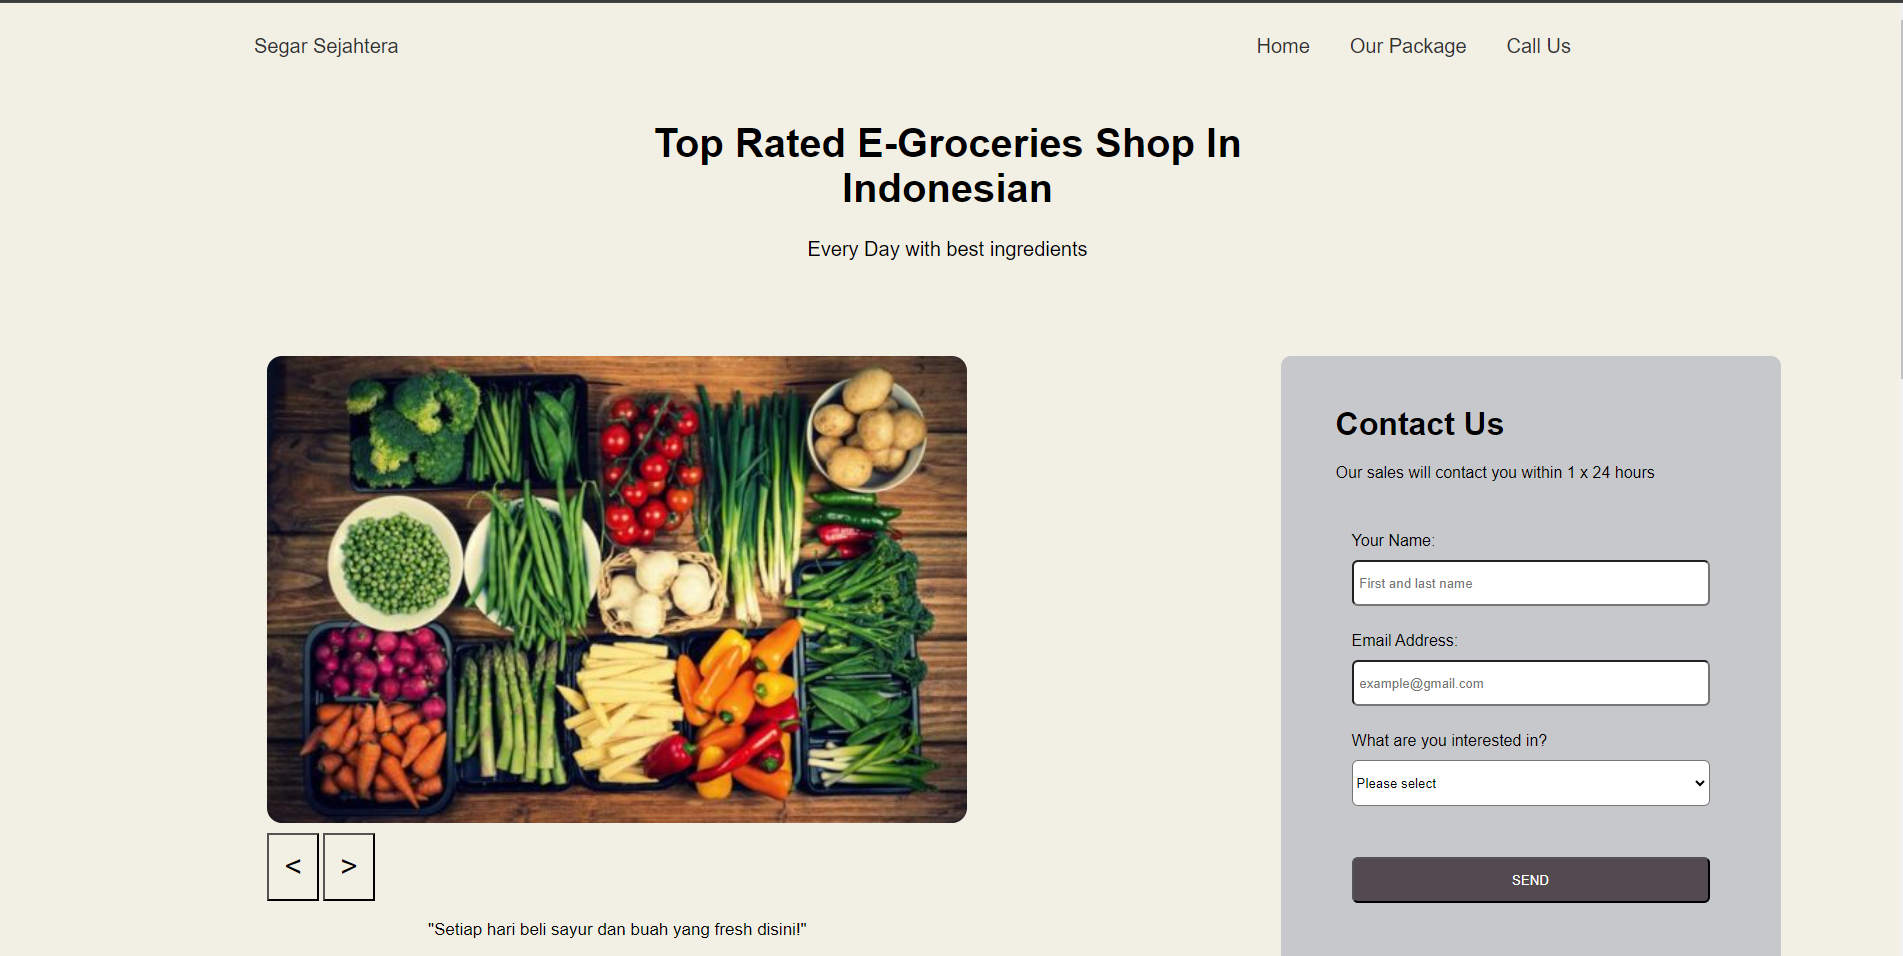 Segar Sejahtera
Home
Our Package
Call Us
Top Rated E-Groceries Shop In
Indonesian
Every Day with best ingredients
Contact Us
Our sales will contact you within 1 x 24 hours
Your Name:
First and last name
Email Address:
example@gmail.com
What are you interested in?
Please select
SEND
<
>
"Setiap hari beli sayur dan buah yang fresh disini!"